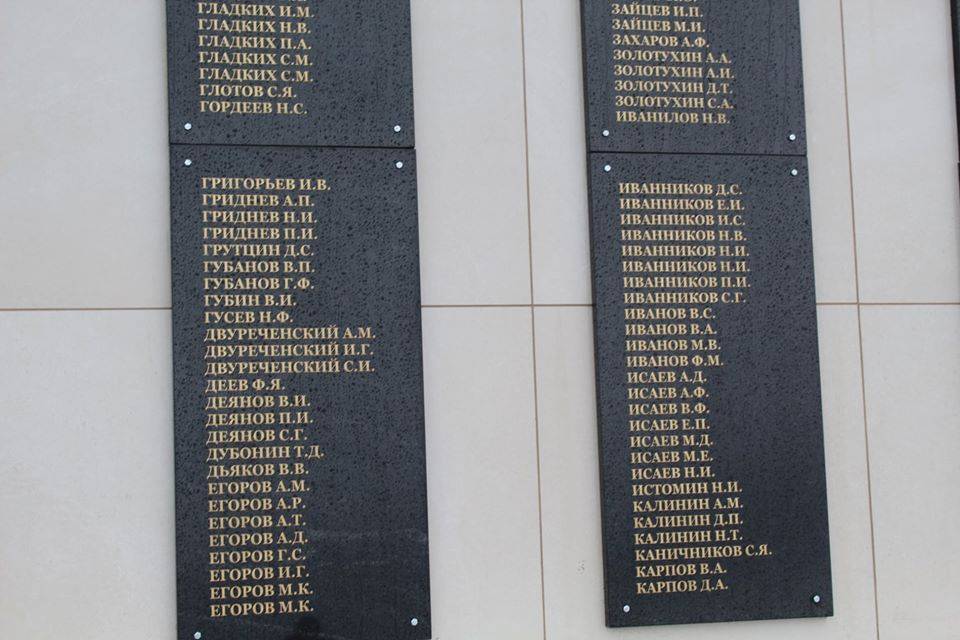 ГЛАДКИХ И.М.
ГЛАДКИХ Н.В.
ГЛАДКИХ П.А.
ГЛАДКИХ С.М.
ГЛАДКИХ С.М.
ГЛОТОВ С.Я.
ГОРДЕЕВ Н.С.
ГРИГОРЬЕВ И.В.
ГРИДНЕВ А.П.
ГРИДНЕВ Н.И.
ГРИДНЕВ П.И.
ГРУТЦИН Д.С.
ГУБАНОВ В.П.
ГУБАНОВ Г.Ф.
ГУБИН В.И.
ГУСЕВ Н.Ф.
ДВУРЕЧЕНСКИЙ А.М.
ДВУРЕЧЕНСКИЙ И.Г.
ДВУРЕЧЕНСКИЙ С.И.
ДЕЕВ Ф.Я.
ДЕЯНОВ В.И.
ДЕЯНОВ П.И.
ДЕЯНОВ С.Г.
ДУБОНИН Т.Д.
ДЬЯКОВ В.В.
ЕГОРОВ А.М.
ЕГОРОВ А.Р.
ЕГОРОВ А.Т.
ЕГОРОВ А.Д.
ЕГОРОВ Г.С.
ЕГОРОВ И.Г.
ЕГОРОВ М.К.
ЕГОРОВ М.К.
ЗАЙЦЕВ И.П.
ЗАЙЦЕВ М.И.
ЗАХАРОВ А.Ф.
ЗОЛОТУХИН А.А.
ЗОЛОТУХИН А.И.
ЗОЛОТУХИН Д.Т.
ЗОЛОТУХИН С.А.
ИВАНИЛОВ Н.В.
ИВАННИКОВ Д.С.
ИВАННИКОВ Е.И.
ИВАННИКОВ И.С.
ИВАННИКОВ Н.В.
ИВАННИКОВ Н.И.
ИВАННИКОВ Н.И.
ИВАННИКОВ П.И.
ИВАННИКОВ С.Г.
ИВАНОВ В.С.
ИВАНОВ В.А.
ИВАНОВ М.В.
ИВАНОВ Ф.М.
ИСАЕВ А.Д.
ИСАЕВ А.Ф.
ИСАЕВ В.Ф.
ИСАЕВ Е.П.
ИСАЕВ М.Д.
ИСАЕВ М.Е.
ИСАЕВ Н.И.
ИСТОМИН Н.И.
КАЛИНИН А.М.
КАЛИНИН Д.П.
КАЛИНИН Н.Т.
КАНИЧНИКОВ С.Я.
КАРПОВ В.А.
КАРПОВ Д.А.